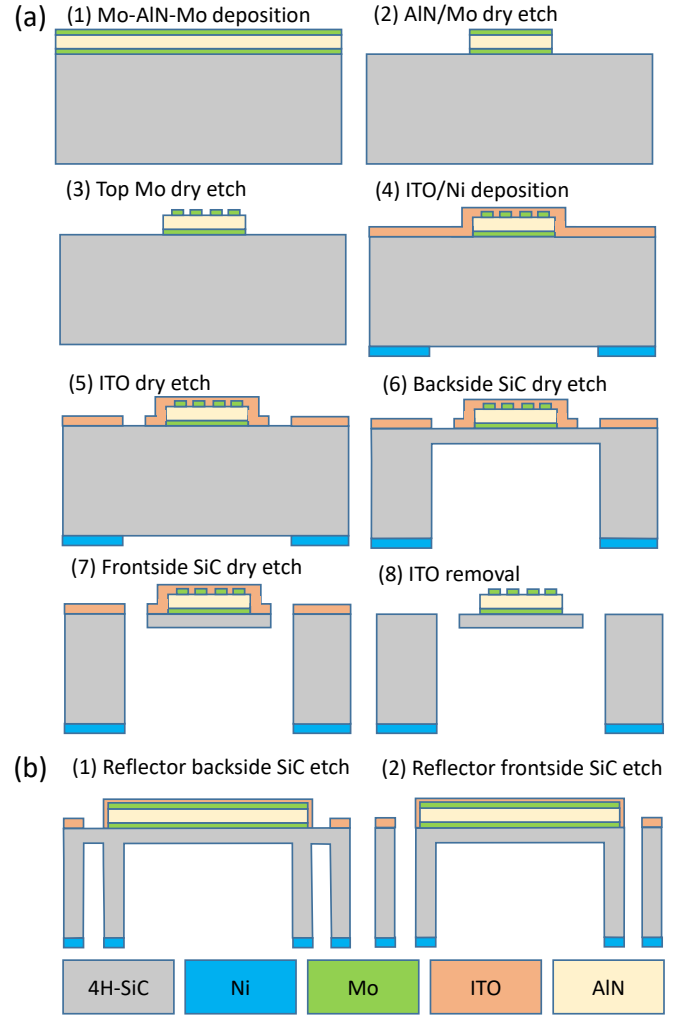 (a) (1) Mo-AlN-Mo deposition
(2) AlN/Mo dry etch
(3) Top Mo dry etch
(4) ITO/Ni deposition
(5) ITO dry etch
(6) Backside SiC dry etch
(7) Frontside SiC dry etch
(8) ITO removal
(b) (1) Reflector backside SiC etch
(2) Reflector frontside SiC etch
4H-SiC
Ni
Mo
ITO
AlN